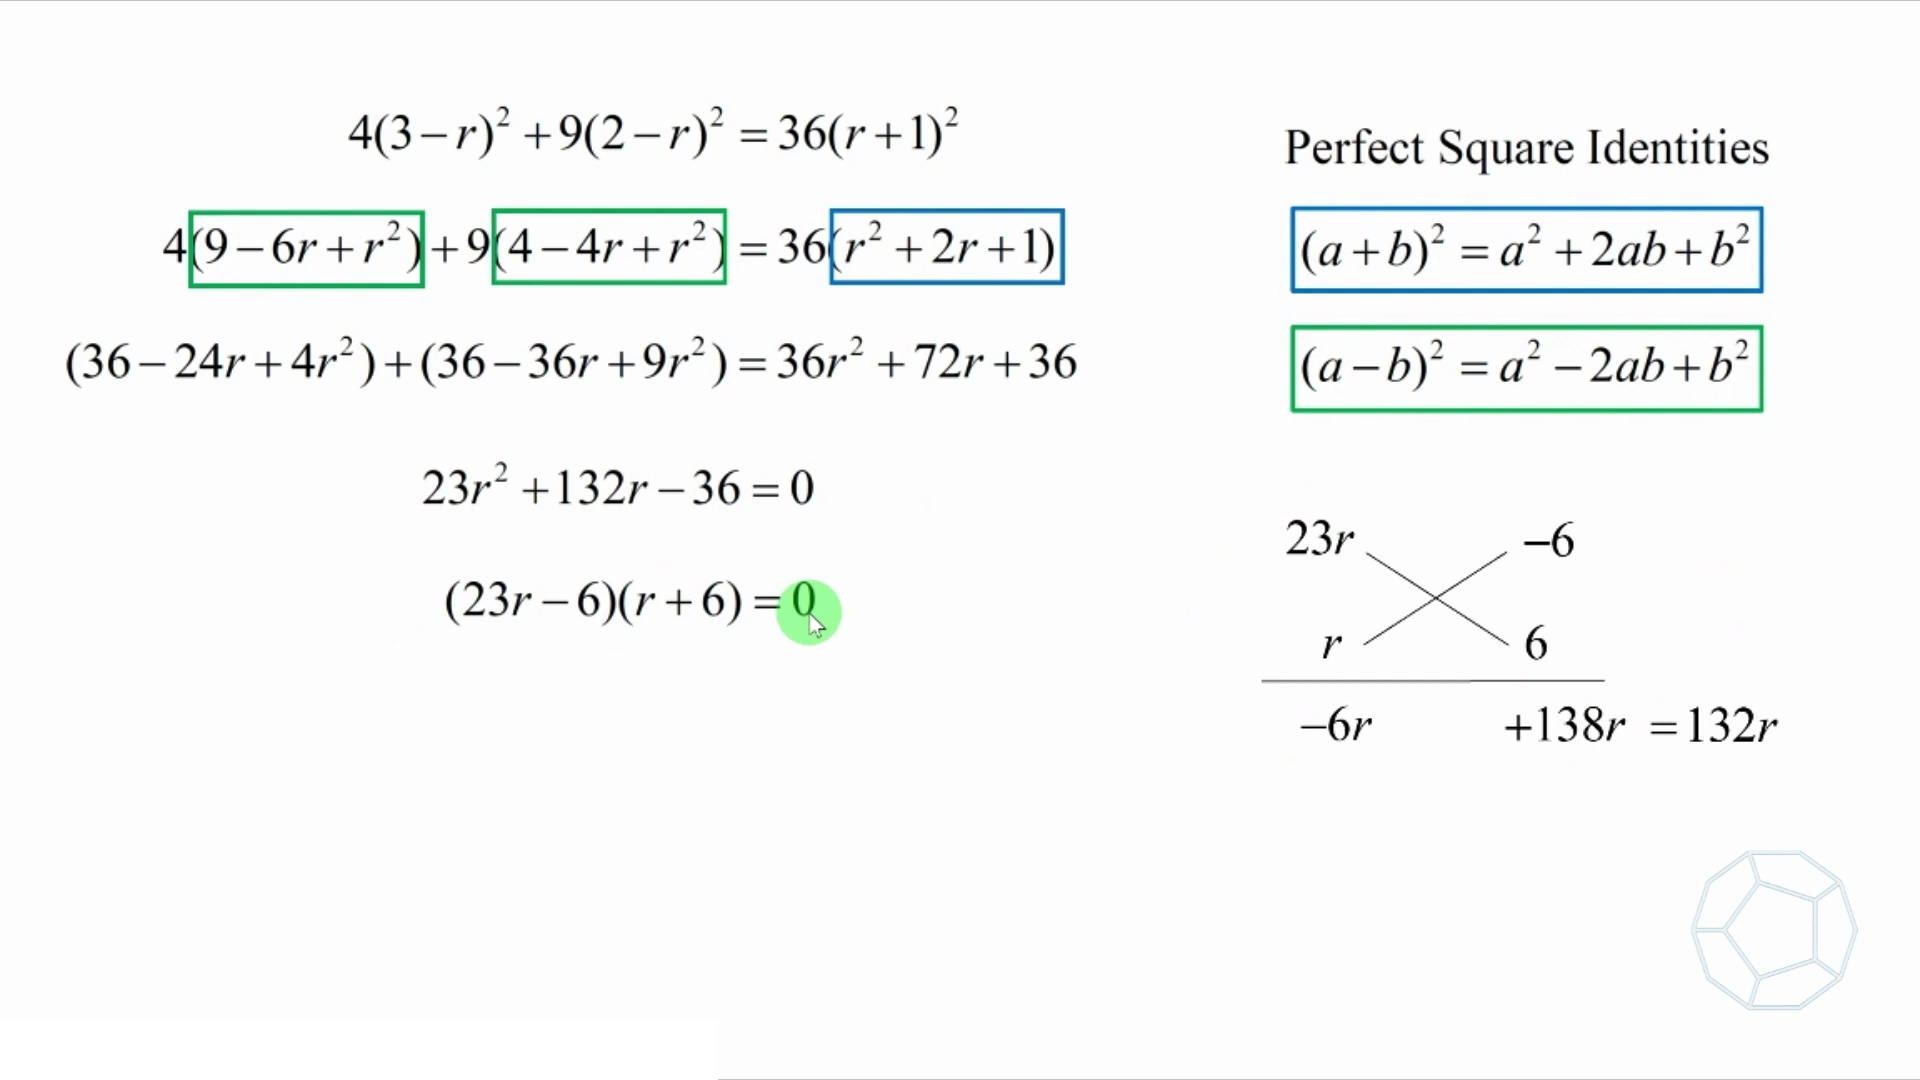 4(3−r)² + 9(2−r)² = 36(r+1)²
4(9−6r+r²) + 9(4−4r+r²) = 36(r²+2r+1)
(36−24r+4r²)+(36−36r+9r²) = 36r²+72r+36
23r²+132r−36 = 0
(23r−6)(r+6) = 0
Perfect Square Identities
(a+b)² = a²+2ab+b²
(a−b)² = a²−2ab+b²
23r −6
r 6
−6r +138r = 132r